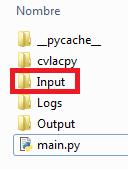 Nombre
__pycache__
cvlacpy
Input
Logs
Output
main.py